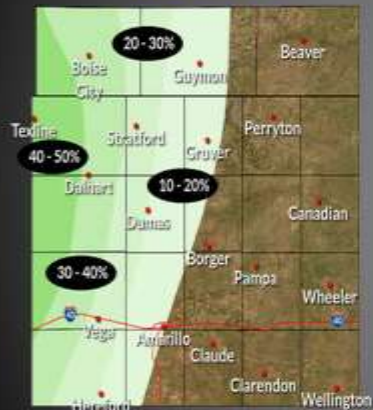 20 - 30%
Beaver
Boise
City
Guymon
Texline
Stratford
Perryton
Gruver
40 - 50%
Dalhart
10 - 20%
Canadian
Dumas
Borger
Pampa
30 - 40%
Wheeler
40
40
Vega
Amarillo
Claude
Clarendon
Hereford
Wellington